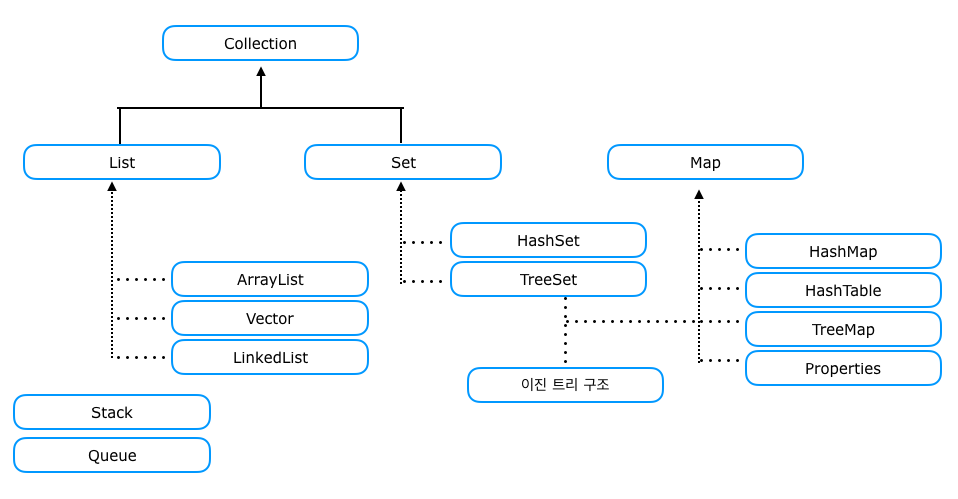 Collection
List
Set
Map
HashSet
TreeSet
HashMap
HashTable
TreeMap
Properties
ArrayList
Vector
LinkedList
이진 트리 구조
Stack
Queue